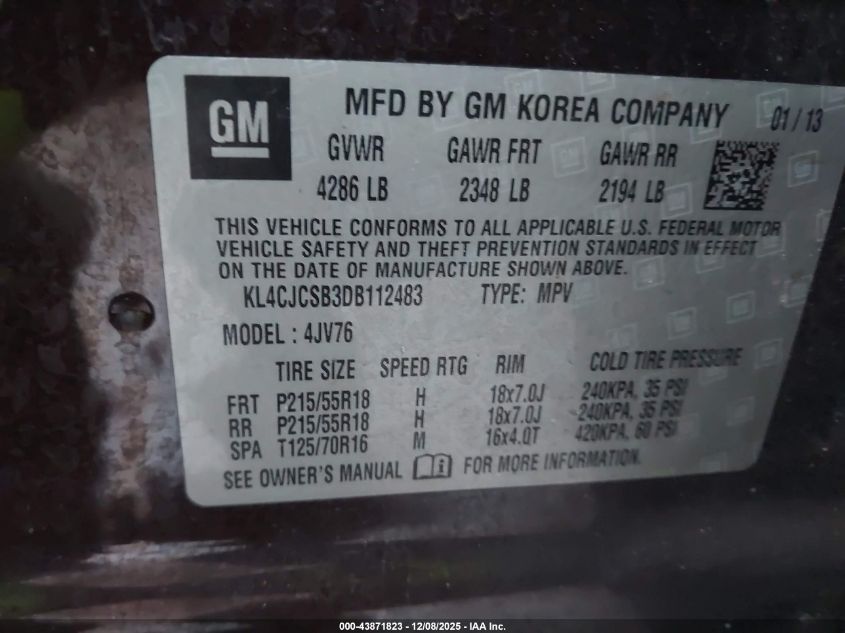 GM
MFD BY GM KOREA COMPANY 01/13
GVWR GAWR FRT GAWR RR
4286 LB 2348 LB 2194 LB
THIS VEHICLE CONFORMS TO ALL APPLICABLE U.S. FEDERAL MOTOR
VEHICLE SAFETY AND THEFT PREVENTION STANDARDS IN EFFECT
ON THE DATE OF MANUFACTURE SHOWN ABOVE.
KL4CJCSB3DB112483 TYPE: MPV
MODEL : 4JV76
TIRE SIZE SPEED RTG RIM COLD TIRE PRESSURE
FRT P215/55R18 H 18x7.0J 240KPA, 35 PSI
RR P215/55R18 H 18x7.0J 240KPA, 35 PSI
SPA T125/70R16 M 16x4.0T 420KPA, 60 PSI
SEE OWNER'S MANUAL i FOR MORE INFORMATION.
000-43871823 - 12/08/2025 - IAA Inc.